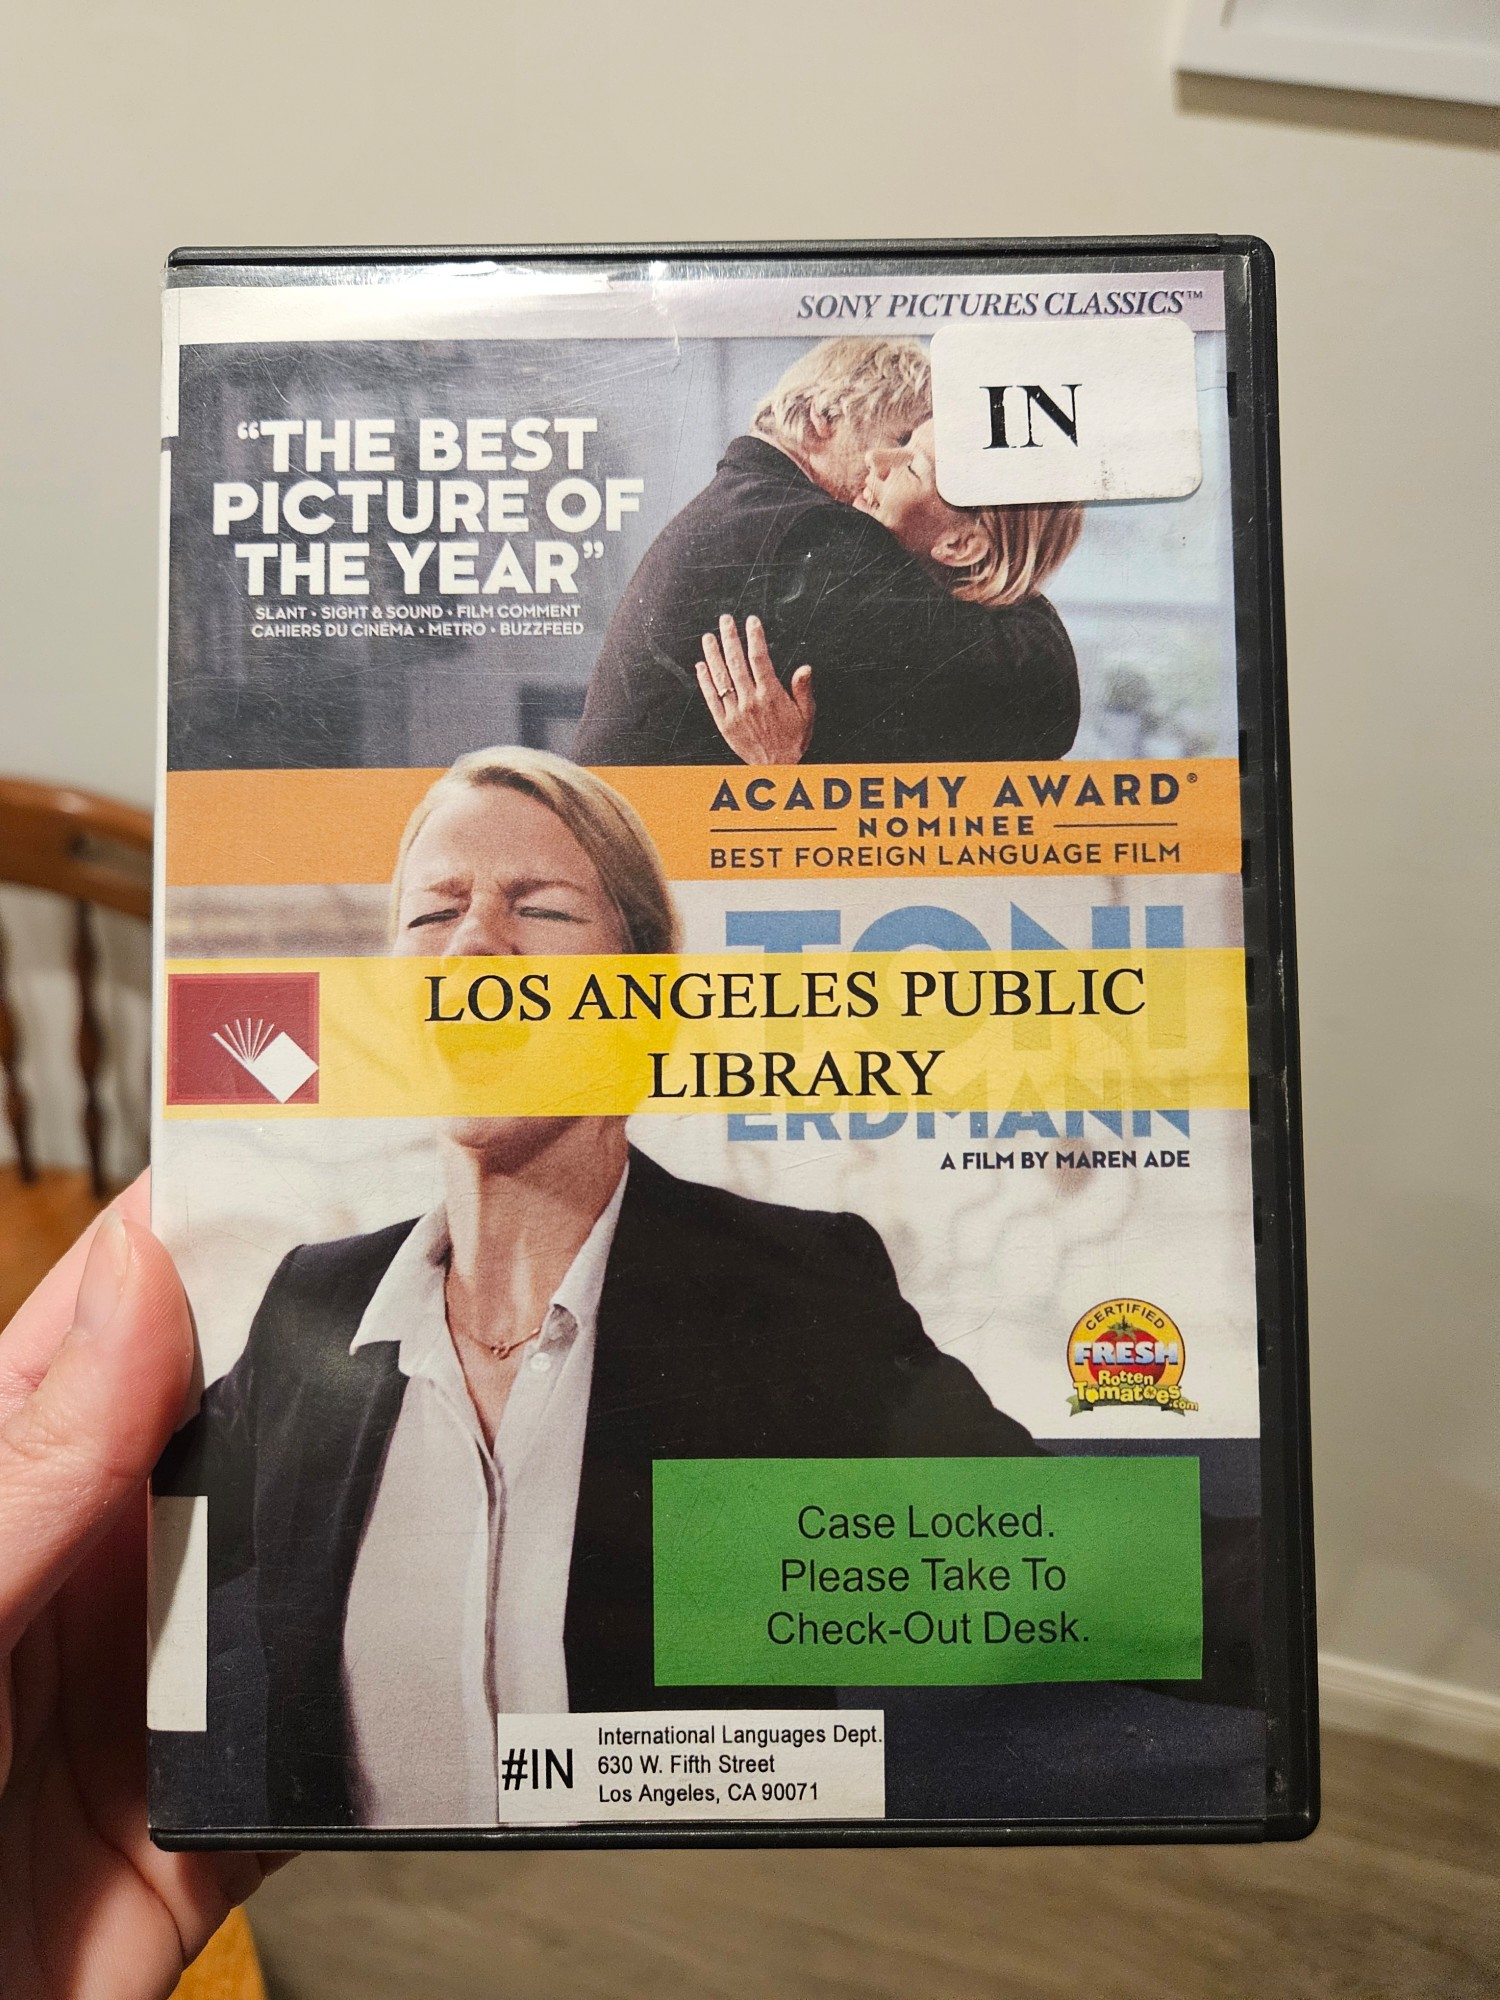 SONY PICTURES CLASSICS™
IN
“THE BEST
PICTURE OF
THE YEAR”
SLANT • SIGHT & SOUND • FILM COMMENT
CAHIERS DU CINÉMA • METRO • BUZZFEED
ACADEMY AWARD®
NOMINEE
BEST FOREIGN LANGUAGE FILM
TONI
LOS ANGELES PUBLIC
LIBRARY
ERDMANN
A FILM BY MAREN ADE
CERTIFIED
FRESH
Rotten
Tomatoes.com
Case Locked.
Please Take To
Check-Out Desk.
#IN
International Languages Dept.
630 W. Fifth Street
Los Angeles, CA 90071